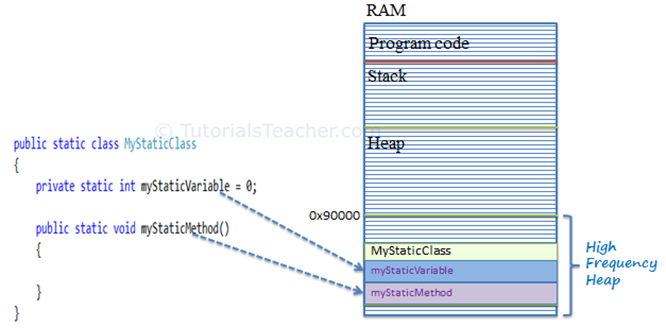 RAM
Program code
Stack
© TutorialsTeacher.com
public static class MyStaticClass
{
private static int myStaticVariable = 0;
public static void myStaticMethod()
{
}
}
Heap
0x90000
MyStaticClass
myStaticVariable
myStaticMethod
High
Frequency
Heap